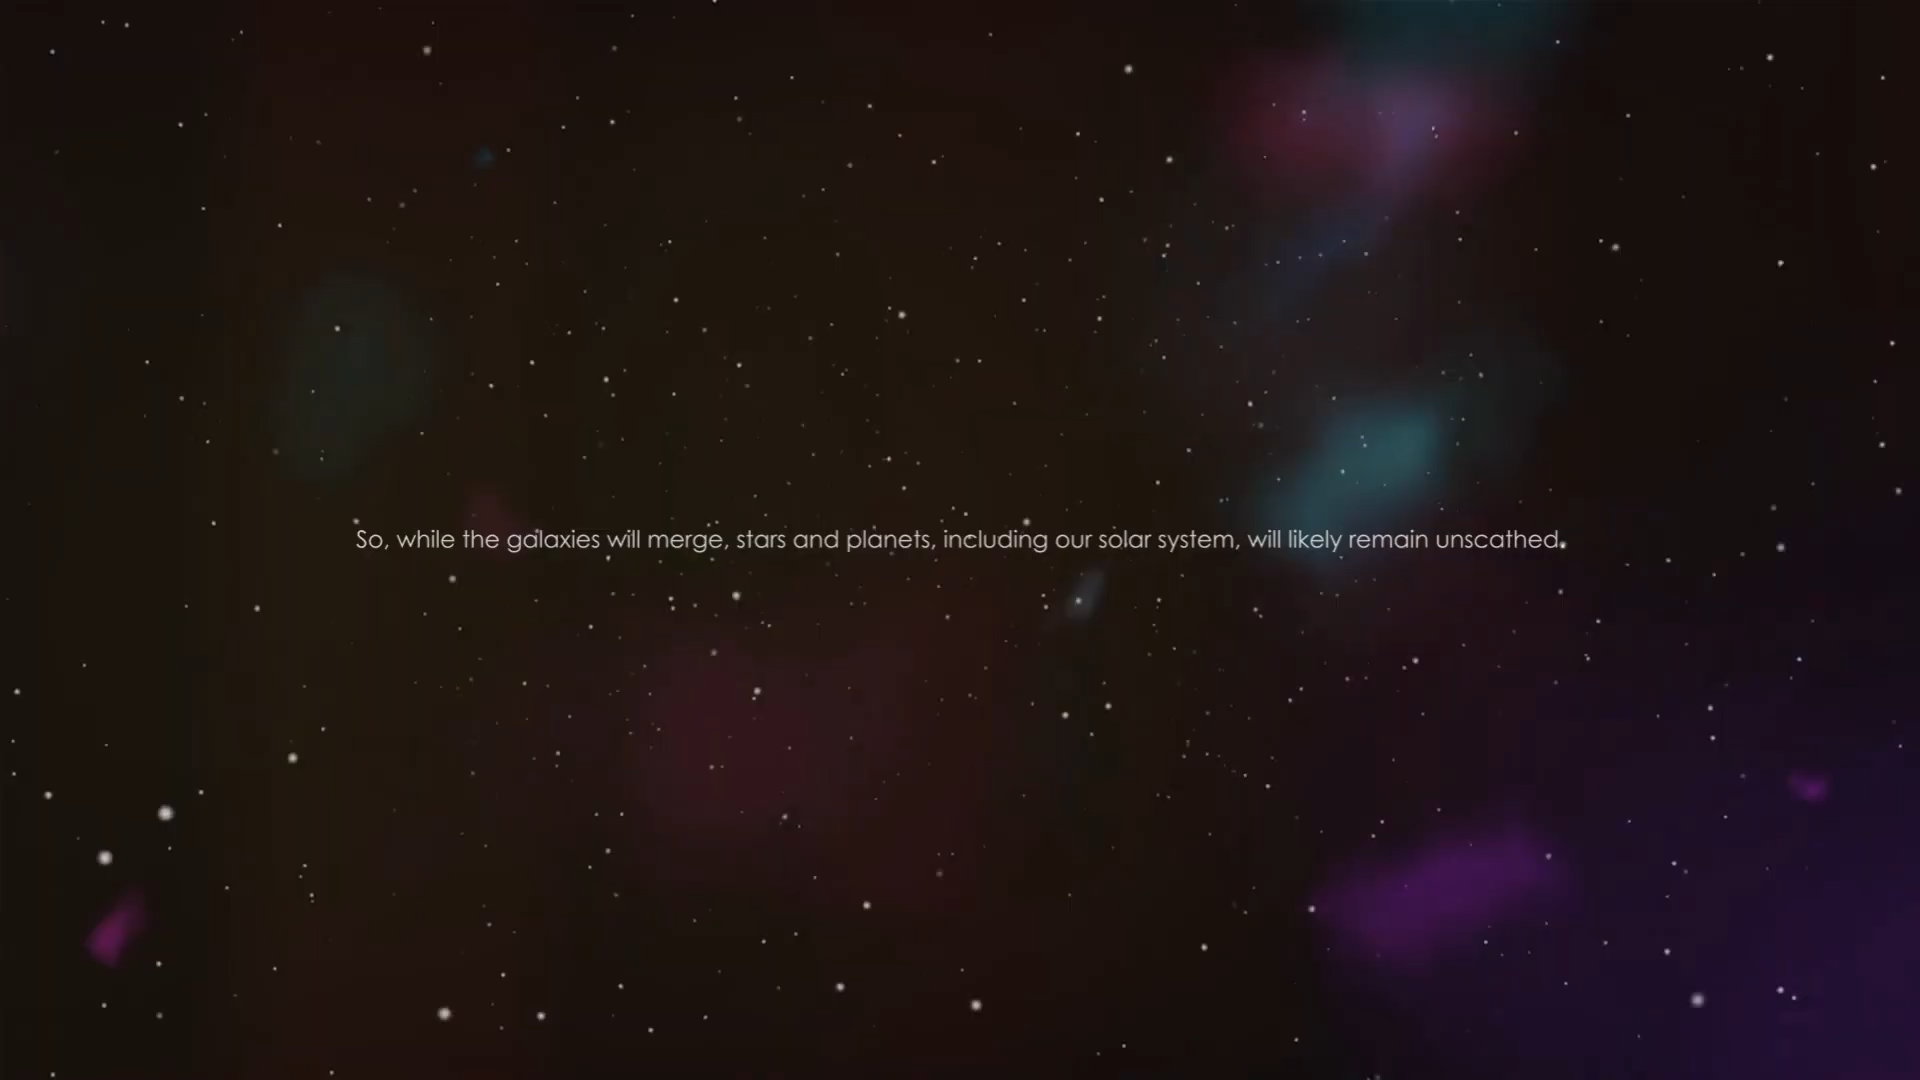 So, while the galaxies will merge, stars and planets, including our solar system, will likely remain unscathed.